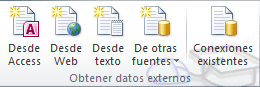 Desde Access
Desde Web
Desde texto
De otras fuentes
Conexiones existentes
Obtener datos externos